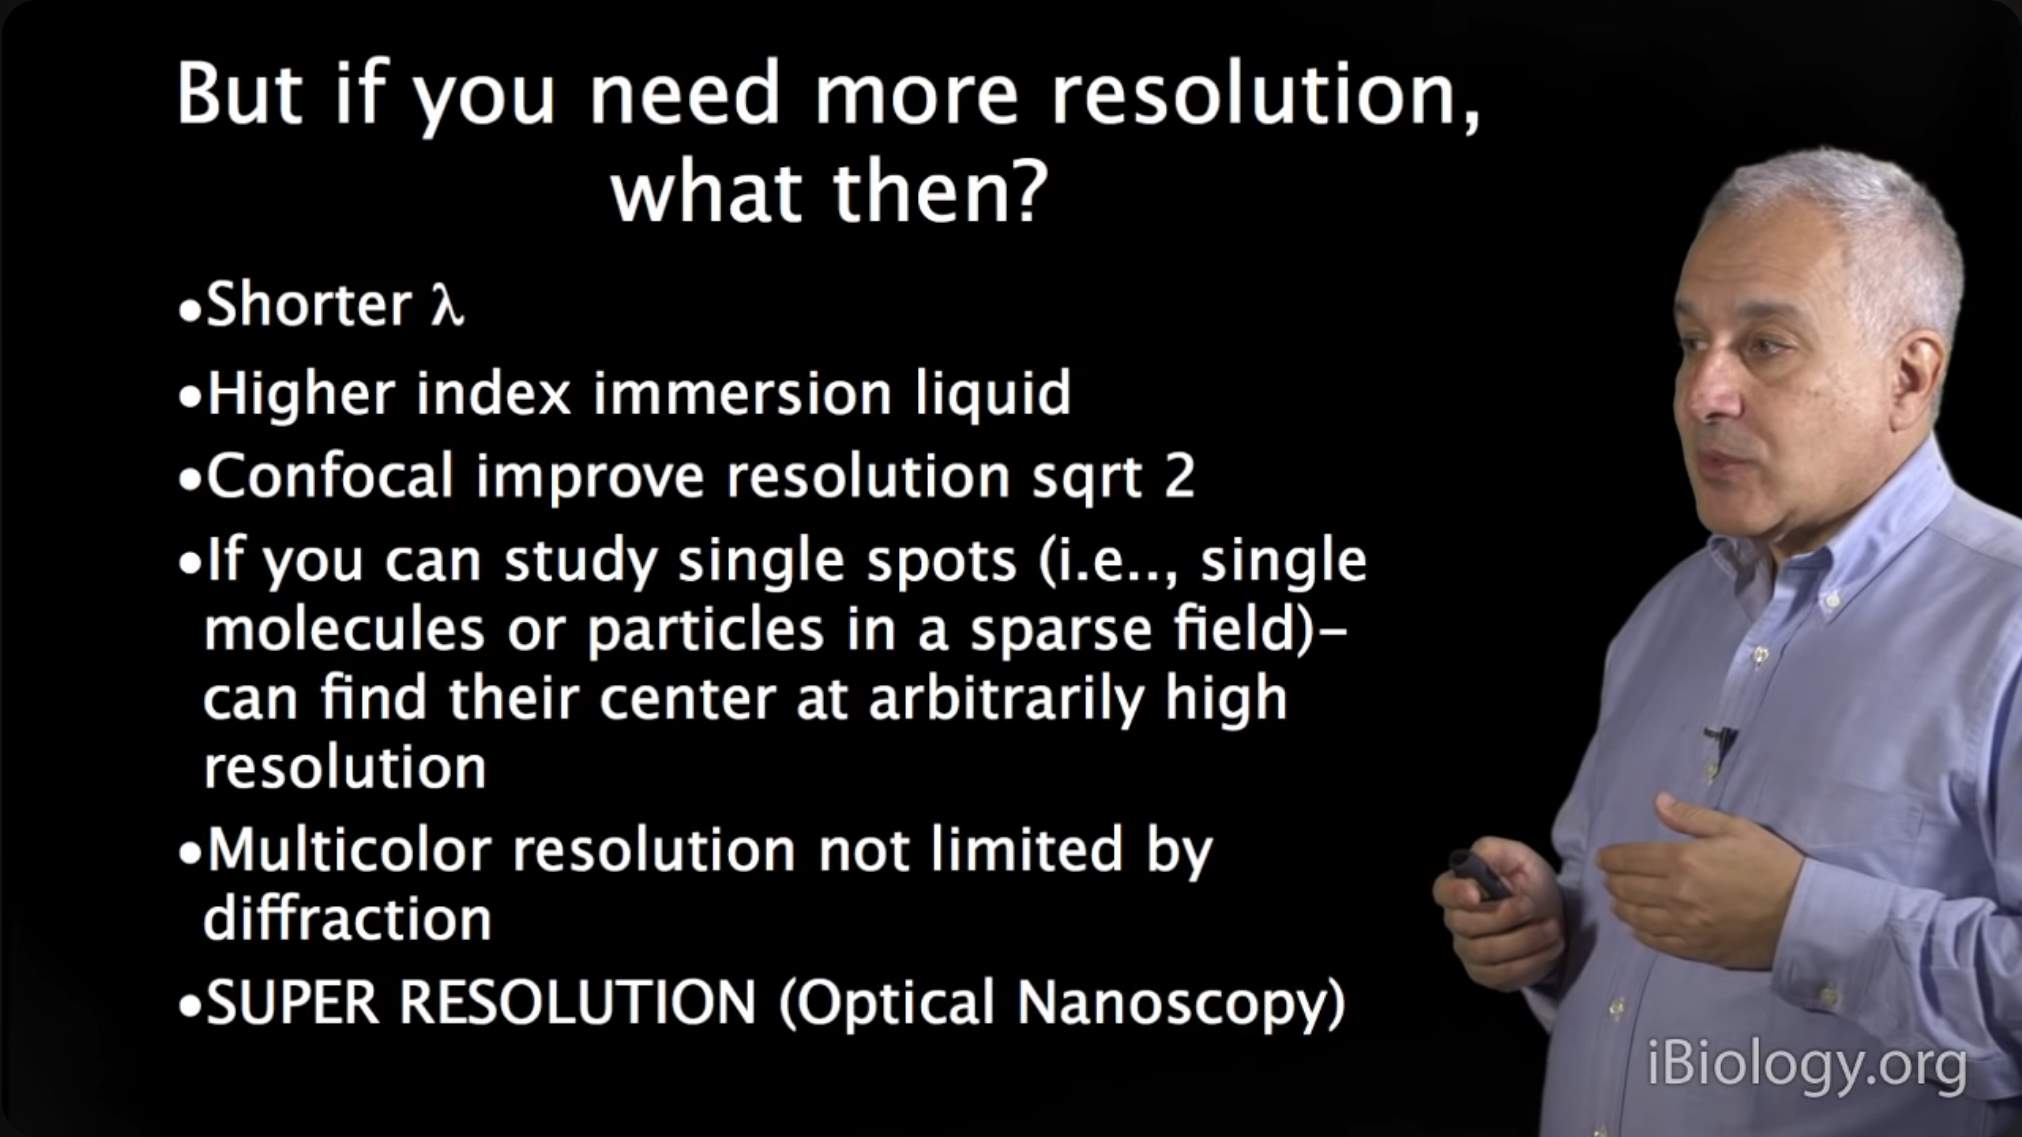 But if you need more resolution,
what then?
•Shorter λ
•Higher index immersion liquid
•Confocal improve resolution sqrt 2
•If you can study single spots (i.e.., single
molecules or particles in a sparse field)–
can find their center at arbitrarily high
resolution
•Multicolor resolution not limited by
diffraction
•SUPER RESOLUTION (Optical Nanoscopy)
iBiology.org